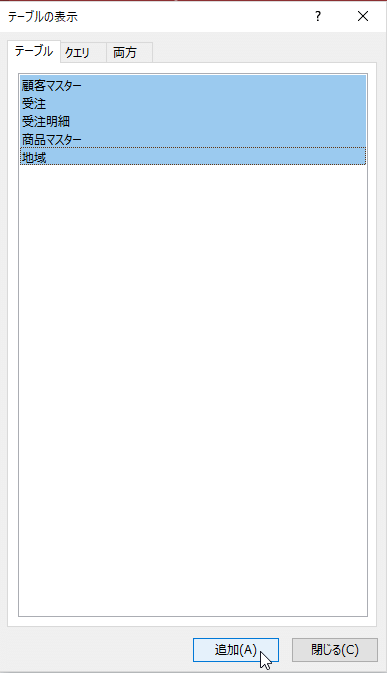 テーブルの表示
?
テーブル クエリ 両方
顧客マスター
受注
受注明細
商品マスター
地域
追加(A) 閉じる(C)